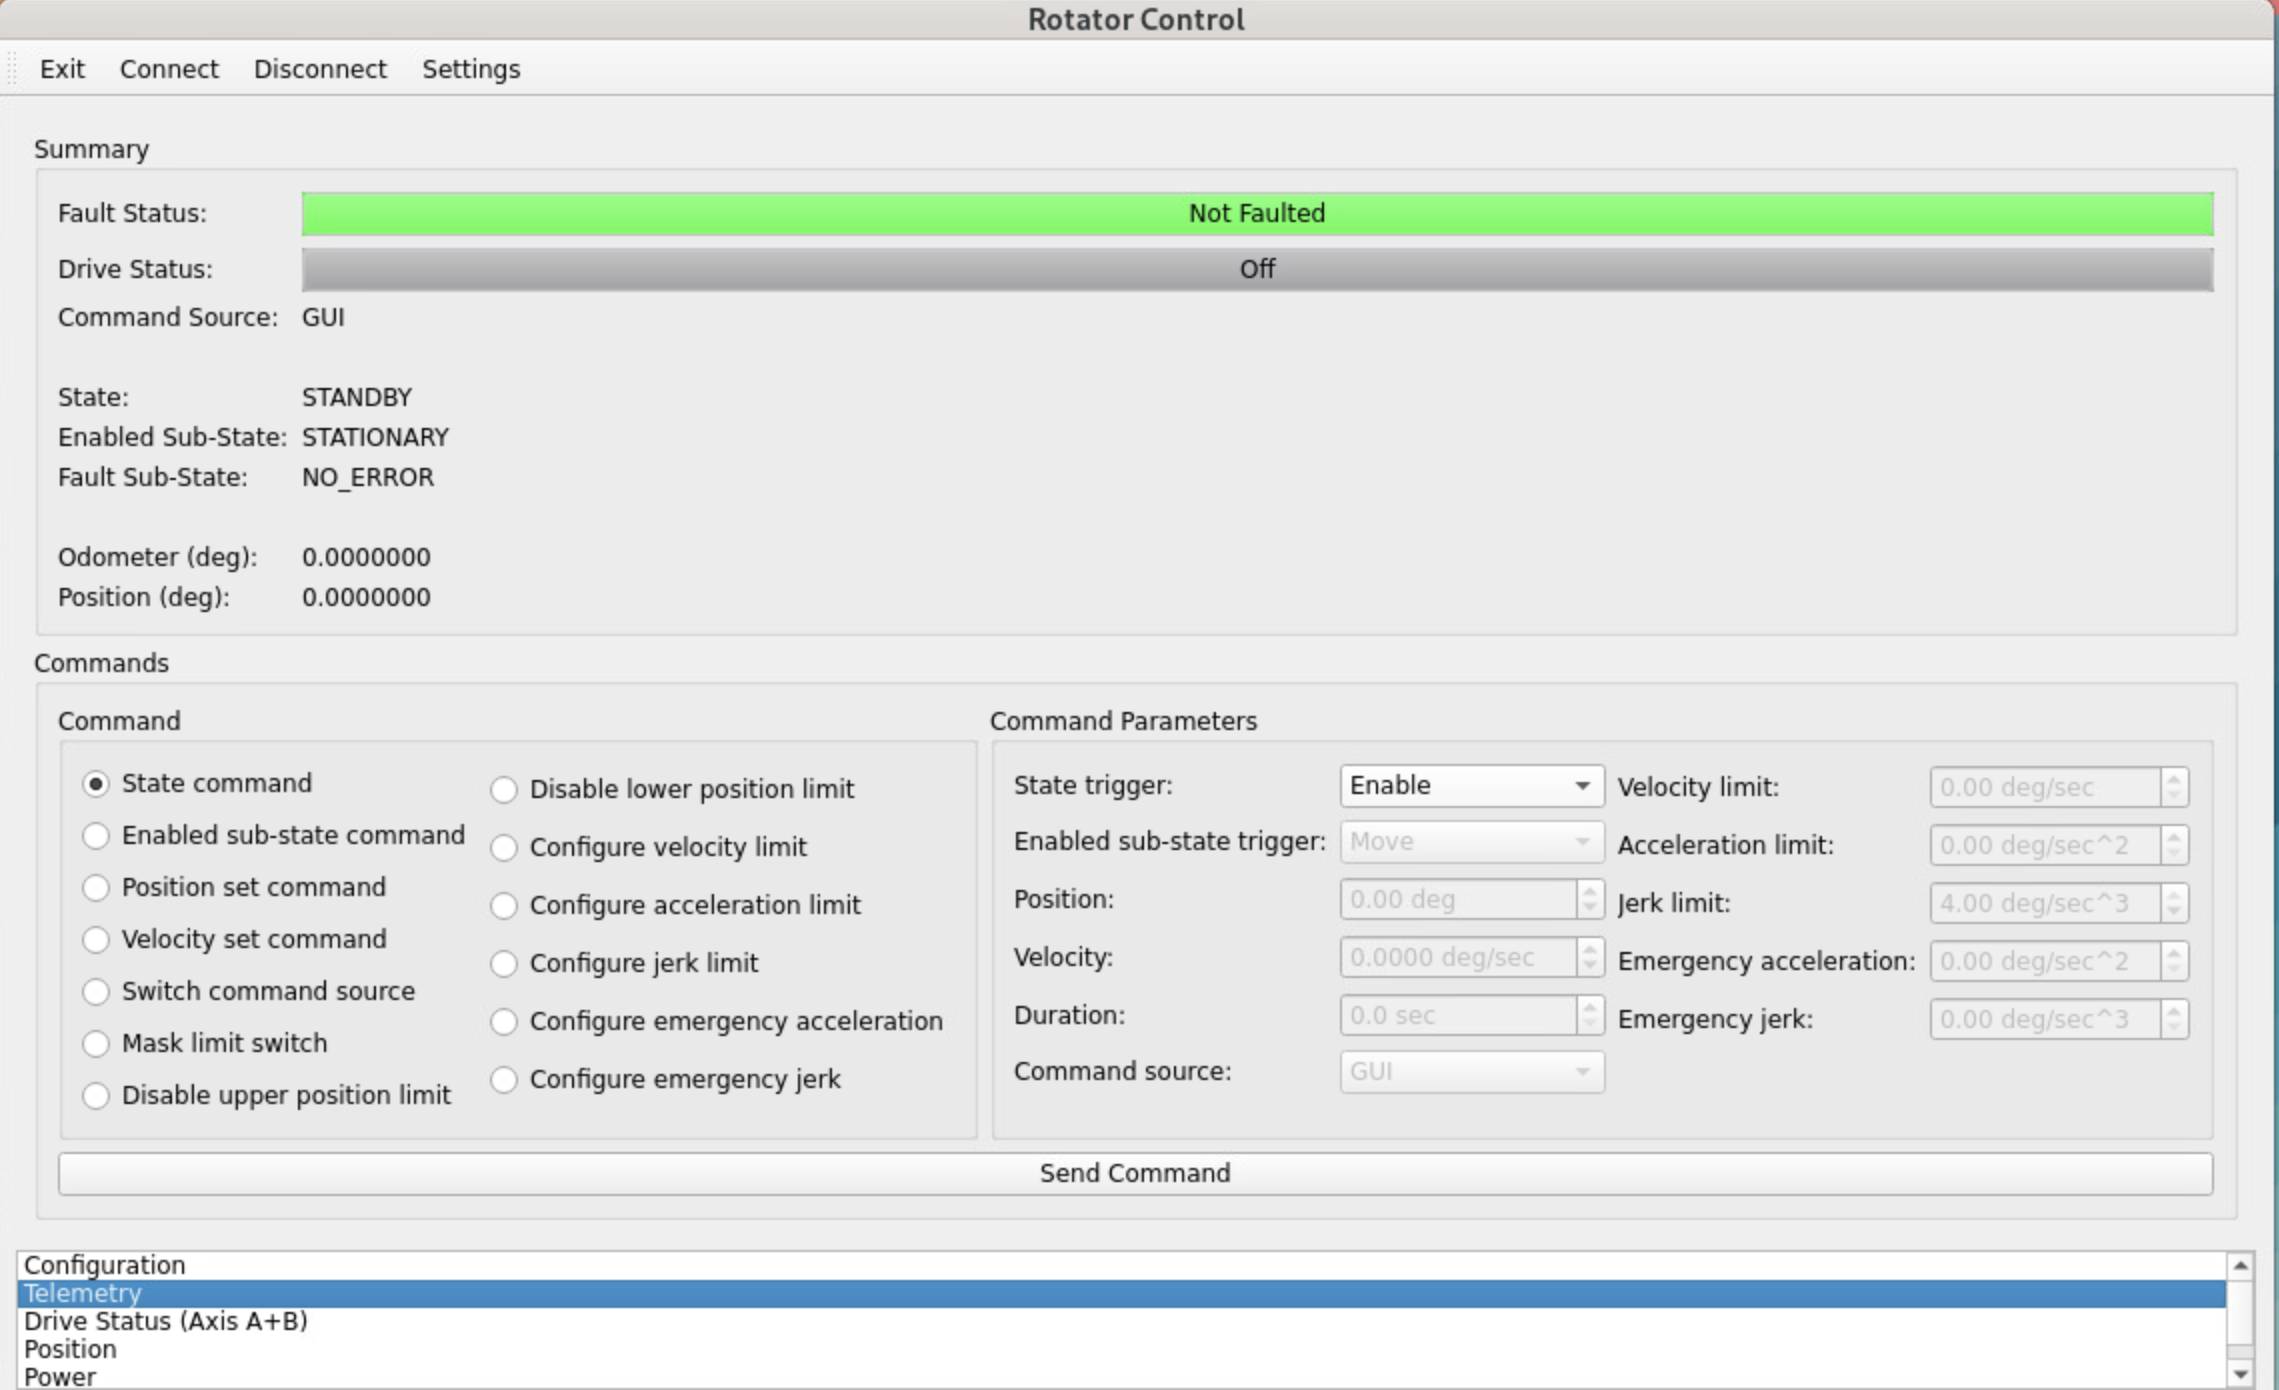 Rotator Control
Exit Connect Disconnect Settings
Summary
Fault Status: Not Faulted
Drive Status: Off
Command Source: GUI
State: STANDBY
Enabled Sub-State: STATIONARY
Fault Sub-State: NO_ERROR
Odometer (deg): 0.0000000
Position (deg): 0.0000000
Commands
Command
State command
Enabled sub-state command
Position set command
Velocity set command
Switch command source
Mask limit switch
Disable upper position limit
Disable lower position limit
Configure velocity limit
Configure acceleration limit
Configure jerk limit
Configure emergency acceleration
Configure emergency jerk
Command Parameters
State trigger: Enable
Enabled sub-state trigger: Move
Position: 0.00 deg
Velocity: 0.0000 deg/sec
Duration: 0.0 sec
Command source: GUI
Velocity limit: 0.00 deg/sec
Acceleration limit: 0.00 deg/sec^2
Jerk limit: 4.00 deg/sec^3
Emergency acceleration: 0.00 deg/sec^2
Emergency jerk: 0.00 deg/sec^3
Send Command
Configuration
Telemetry
Drive Status (Axis A+B)
Position
Power